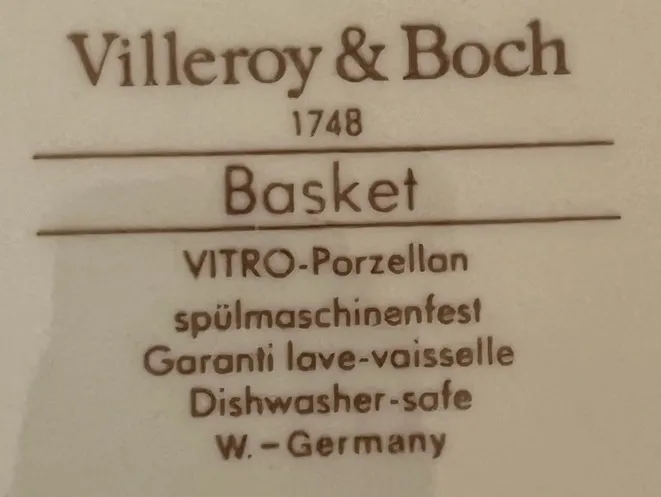 Villeroy & Boch
1748
Basket
VITRO-Porzellan
spülmaschinenfest
Garanti lave-vaisselle
Dishwasher-safe
W.-Germany